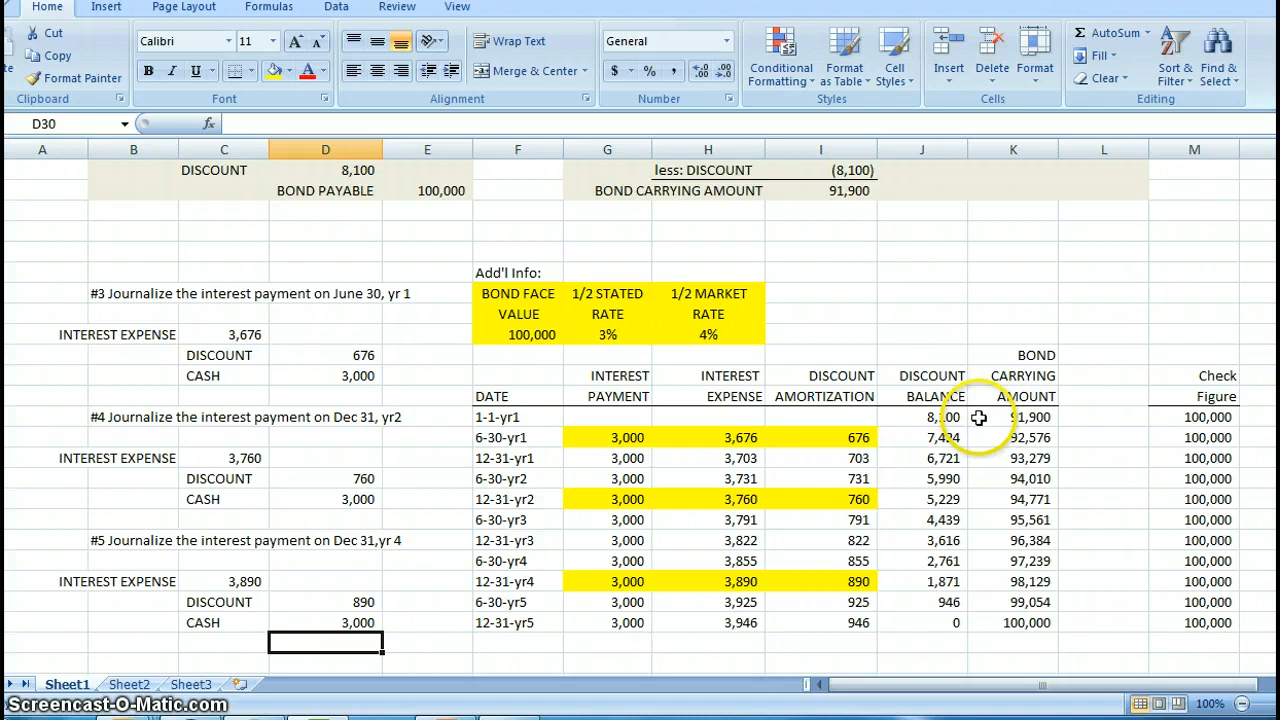 Home Insert Page Layout Formulas Data Review View
Cut
Copy
Format Painter
Clipboard
Calibri 11 A A
B I U A
Font
Wrap Text
Merge & Center
Alignment
General
$ % , .00
Number
Conditional Formatting
Format as Table
Cell Styles
Styles
Insert Delete Format
Cells
AutoSum
Fill
Clear
Sort & Filter
Find & Select
Editing
D30 fx
A B C D E F G H I J K L M
DISCOUNT 8,100 less: DISCOUNT (8,100)
BOND PAYABLE 100,000 BOND CARRYING AMOUNT 91,900
Add'l Info:
#3 Journalize the interest payment on June 30, yr 1 BOND FACE 1/2 STATED 1/2 MARKET
VALUE RATE RATE
INTEREST EXPENSE 3,676 100,000 3% 4%
DISCOUNT 676 BOND
CASH 3,000 INTEREST INTEREST DISCOUNT DISCOUNT CARRYING Check
DATE PAYMENT EXPENSE AMORTIZATION BALANCE AMOUNT Figure
#4 Journalize the interest payment on Dec 31, yr2 1-1-yr1 8,100 91,900 100,000
6-30-yr1 3,000 3,676 676 7,424 92,576 100,000
INTEREST EXPENSE 3,760 12-31-yr1 3,000 3,703 703 6,721 93,279 100,000
DISCOUNT 760 6-30-yr2 3,000 3,731 731 5,990 94,010 100,000
CASH 3,000 12-31-yr2 3,000 3,760 760 5,229 94,771 100,000
6-30-yr3 3,000 3,791 791 4,439 95,561 100,000
#5 Journalize the interest payment on Dec 31,yr 4 12-31-yr3 3,000 3,822 822 3,616 96,384 100,000
6-30-yr4 3,000 3,855 855 2,761 97,239 100,000
INTEREST EXPENSE 3,890 12-31-yr4 3,000 3,890 890 1,871 98,129 100,000
DISCOUNT 890 6-30-yr5 3,000 3,925 925 946 99,054 100,000
CASH 3,000 12-31-yr5 3,000 3,946 946 0 100,000 100,000
Sheet1 Sheet2 Sheet3
Screencast-O-Matic.com 100%